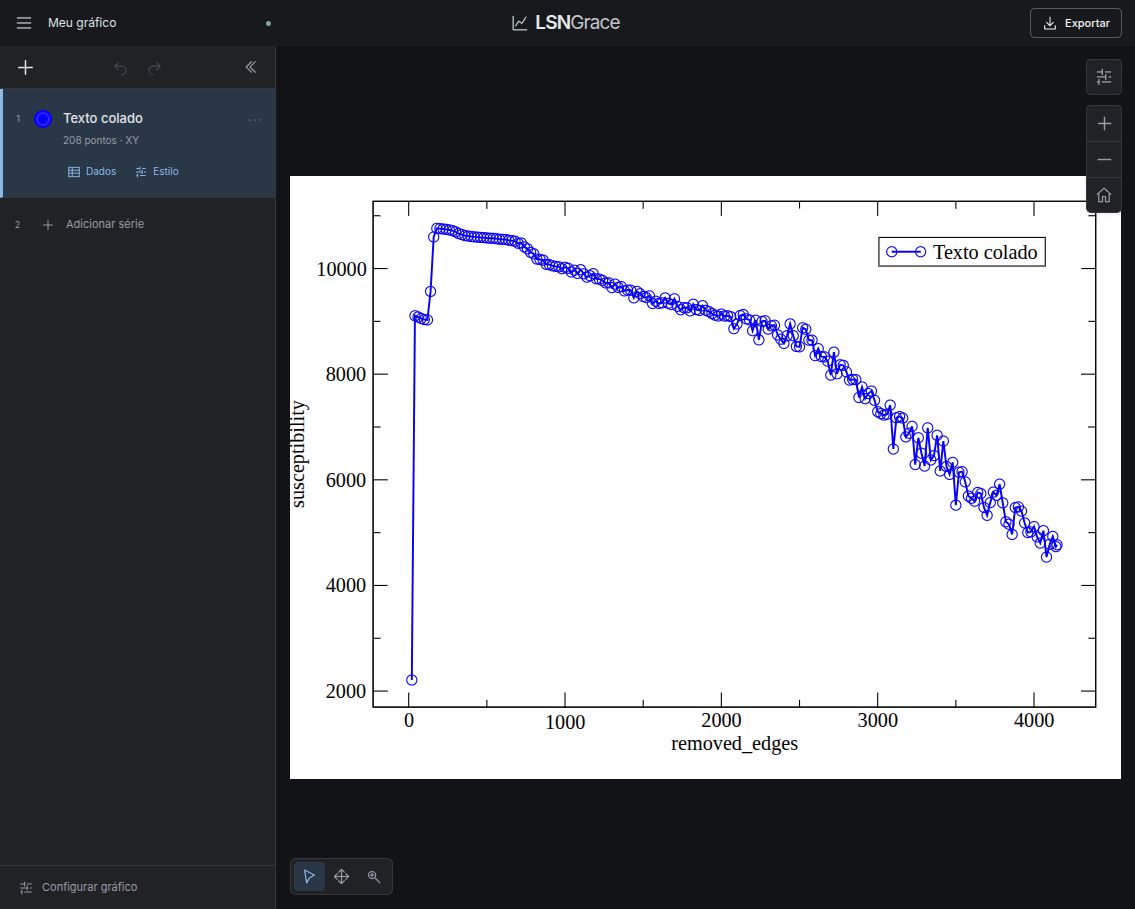 Meu gráfico
LSNGrace
Exportar
1
Texto colado
...
208 pontos · XY
Dados
Estilo
2
Adicionar série
Texto colado
10000
8000
6000
4000
2000
susceptibility
0
1000
2000
3000
4000
removed_edges
Configurar gráfico